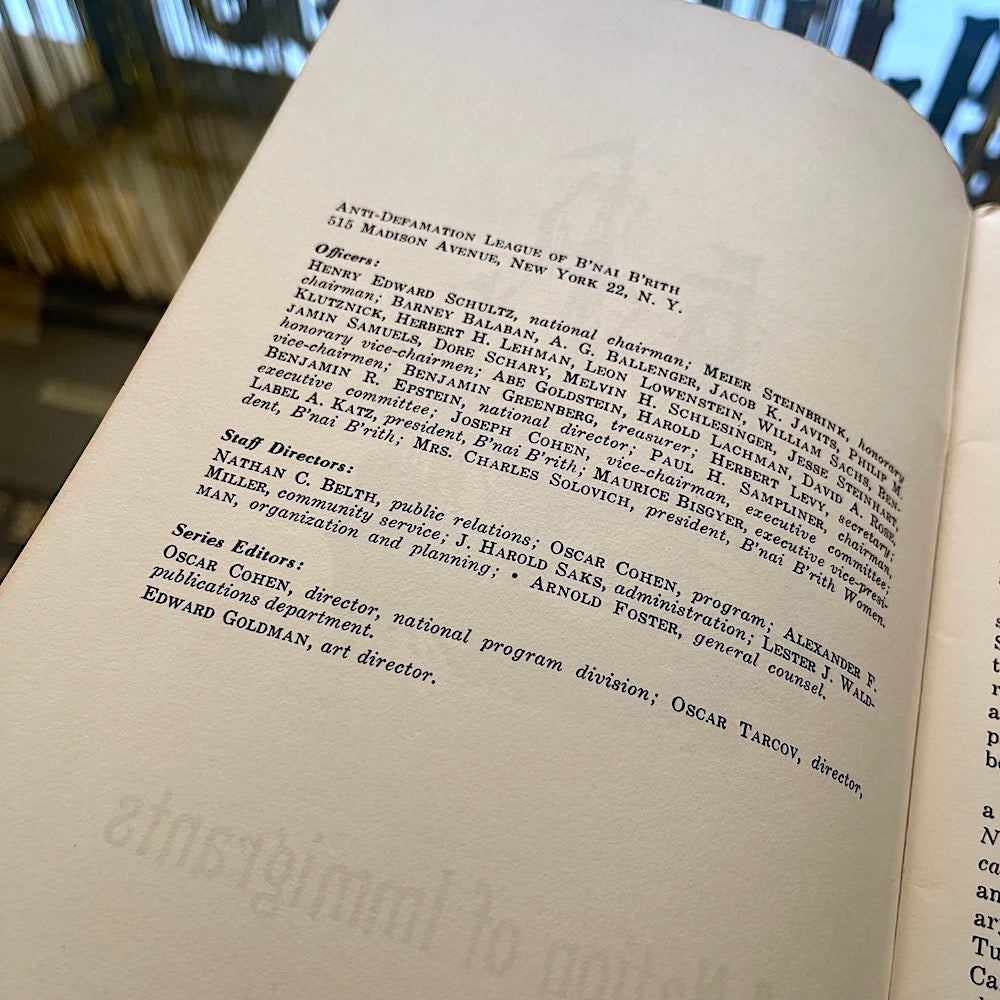 ANTI-DEFAMATION LEAGUE OF B'NAI B'RITH
515 MADISON AVENUE, NEW YORK 22, N. Y.
Officers:
HENRY EDWARD SCHULTZ, national chairman; MEIER STEINBRINK, honorary
chairman; BARNEY BALABAN, A. G. BALLENGER, JACOB K. JAVITS, PHILIP M.
KLUTZNICK, HERBERT H. LEHMAN, LEON LOWENSTEIN, WILLIAM SACHS, BEN-
JAMIN SAMUELS, DORE SCHARY, MELVIN H. SCHLESINGER, JESSE STEINHART,
honorary vice-chairmen; ABE GOLDSTEIN, HAROLD LACHMAN, DAVID A. ROSE,
vice-chairmen; BENJAMIN GREENBERG, treasurer; HERBERT LEVY, secretary;
BENJAMIN R. EPSTEIN, national director; PAUL H. SAMPLINER, chairman,
executive committee; JOSEPH COHEN, vice-chairman, executive committee;
LABEL A. KATZ, president, B'nai B'rith; MAURICE BISGYER, executive vice-presi-
dent, B'nai B'rith; MRS. CHARLES SOLOVICH, president, B'nai B'rith Women.
Staff Directors:
NATHAN C. BELTH, public relations; OSCAR COHEN, program; ALEXANDER F.
MILLER, community service; J. HAROLD SAKS, administration; LESTER J. WALD-
MAN, organization and planning; • ARNOLD FOSTER, general counsel.
Series Editors:
OSCAR COHEN, director, national program division; OSCAR TARCOV, director,
publications department.
EDWARD GOLDMAN, art director.
Nation of Immigrants